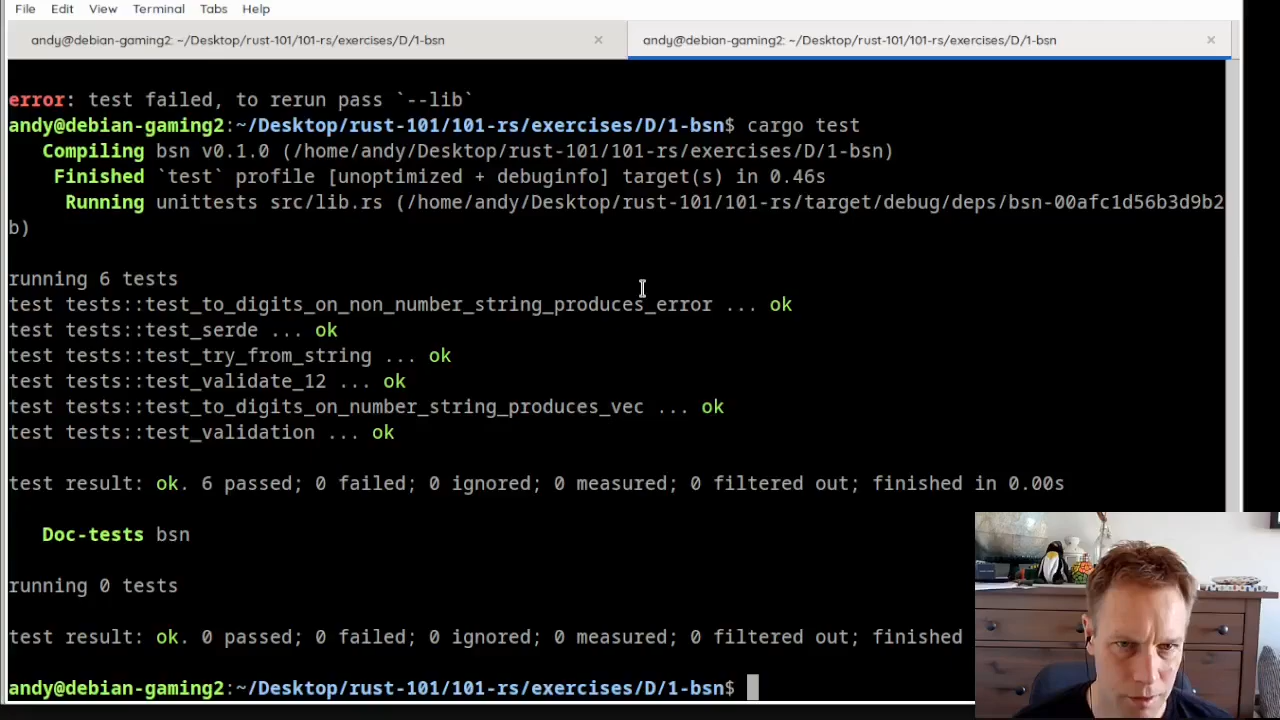 File Edit View Terminal Tabs Help
andy@debian-gaming2: ~/Desktop/rust-101/101-rs/exercises/D/1-bsn × andy@debian-gaming2: ~/Desktop/rust-101/101-rs/exercises/D/1-bsn ×
error: test failed, to rerun pass `--lib`
andy@debian-gaming2:~/Desktop/rust-101/101-rs/exercises/D/1-bsn$ cargo test
Compiling bsn v0.1.0 (/home/andy/Desktop/rust-101/101-rs/exercises/D/1-bsn)
Finished `test` profile [unoptimized + debuginfo] target(s) in 0.46s
Running unittests src/lib.rs (/home/andy/Desktop/rust-101/101-rs/target/debug/deps/bsn-00afc1d56b3d9b2
b)
running 6 tests
test tests::test_to_digits_on_non_number_string_produces_error ... ok
test tests::test_serde ... ok
test tests::test_try_from_string ... ok
test tests::test_validate_12 ... ok
test tests::test_to_digits_on_number_string_produces_vec ... ok
test tests::test_validation ... ok
test result: ok. 6 passed; 0 failed; 0 ignored; 0 measured; 0 filtered out; finished in 0.00s
Doc-tests bsn
running 0 tests
test result: ok. 0 passed; 0 failed; 0 ignored; 0 measured; 0 filtered out; finished
andy@debian-gaming2:~/Desktop/rust-101/101-rs/exercises/D/1-bsn$